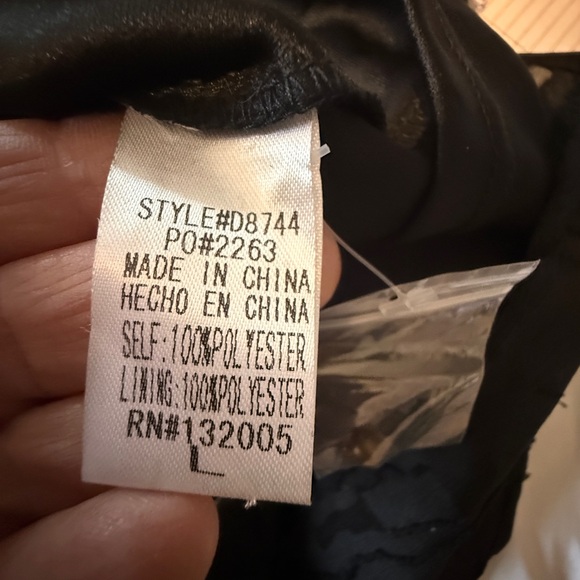 STYLE#D8744
PO#2263
MADE IN CHINA
HECHO EN CHINA
SELF:100%POLYESTER
LINING:100%POLYESTER
RN#132005
L